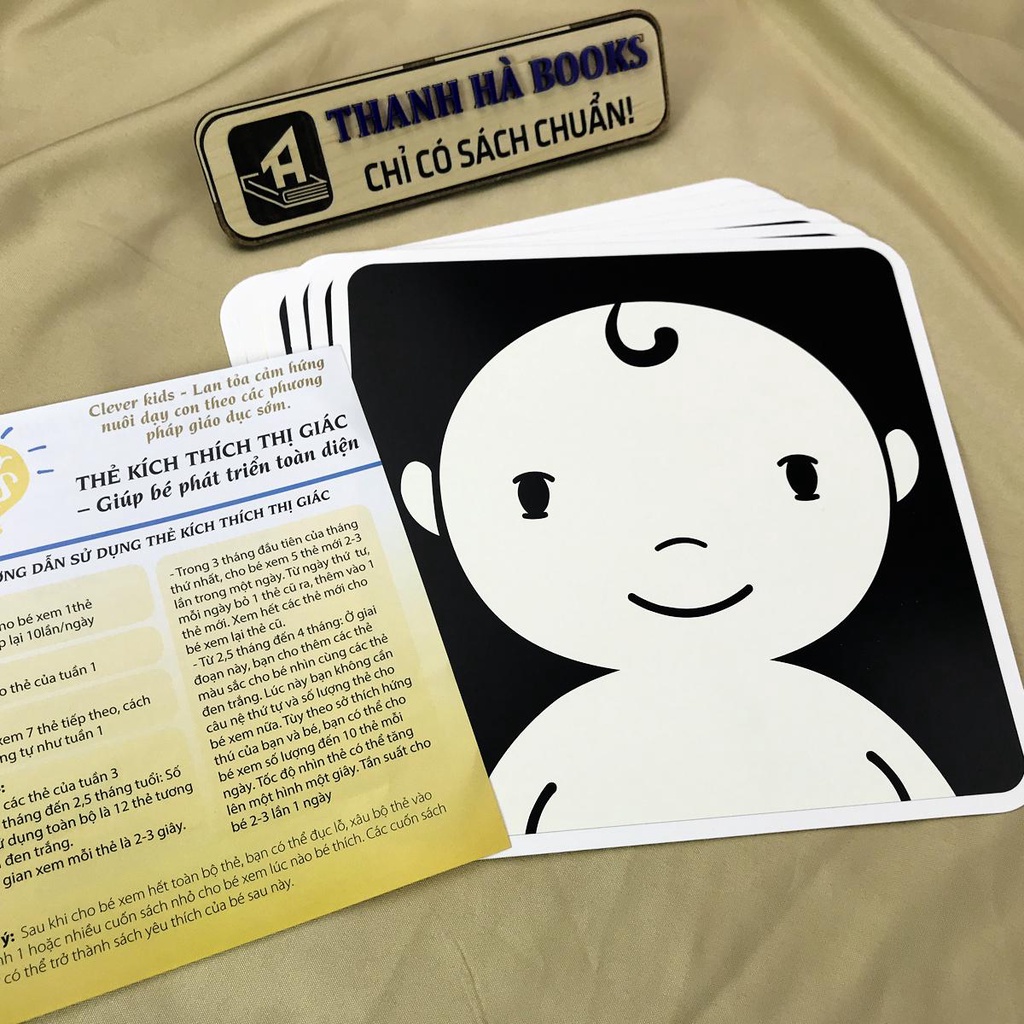 THANH HÀ BOOKS
CHỈ CÓ SÁCH CHUẨN!
Clever kids - Lan tỏa cảm hứng
nuôi dạy con theo các phương
pháp giáo dục sớm.
THẺ KÍCH THÍCH THỊ GIÁC
– Giúp bé phát triển toàn diện
DẪN SỬ DỤNG THẺ KÍCH THÍCH THỊ GIÁC
bé xem 1thẻ
lại 10lần/ngày
thẻ của tuần 1
xem 7 thẻ tiếp theo, cách
tự như tuần 1
các thẻ của tuần 3
tháng đến 2,5 tháng tuổi: Số
dụng toàn bộ là 12 thẻ tương
đen trắng.
gian xem mỗi thẻ là 2-3 giây.
- Trong 3 tháng đầu tiên của tháng
thứ nhất, cho bé xem 5 thẻ mới 2-3
lần trong một ngày. Từ ngày thứ tư,
mỗi ngày bỏ 1 thẻ cũ ra, thêm vào 1
thẻ mới. Xem hết các thẻ mới cho
bé xem lại thẻ cũ.
- Từ 2,5 tháng đến 4 tháng: Ở giai
đoạn này, bạn cho thêm các thẻ
màu sắc cho bé nhìn cùng các thẻ
đen trắng. Lúc này bạn không cần
câu nệ thứ tự và số lượng thẻ cho
bé xem nữa. Tùy theo sở thích hứng
thú của bạn và bé, bạn có thể cho
bé xem số lượng đến 10 thẻ mỗi
ngày. Tốc độ nhìn thẻ có thể tăng
lên một hình một giây. Tần suất cho
bé 2-3 lần 1 ngày
ý: Sau khi cho bé xem hết toàn bộ thẻ, bạn có thể đục lỗ, xâu bộ thẻ vào
1 hoặc nhiều cuốn sách nhỏ cho bé xem lúc nào bé thích. Các cuốn sách
có thể trở thành sách yêu thích của bé sau này.